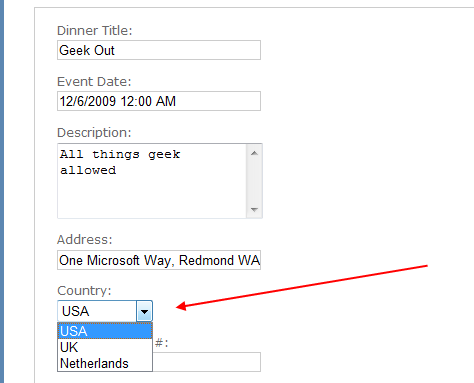 Dinner Title:
Geek Out
Event Date:
12/6/2009 12:00 AM
Description:
All things geek
allowed
Address:
One Microsoft Way, Redmond WA
Country:
USA
USA
UK
#:
Netherlands